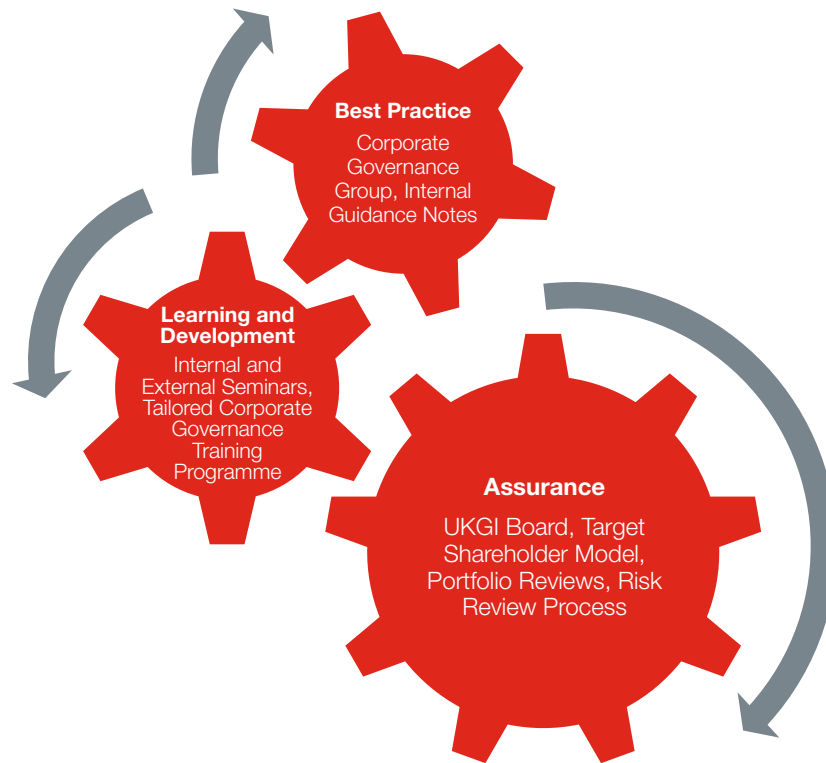 Best Practice
Corporate
Governance
Group, Internal
Guidance Notes
Learning and
Development
Internal and
External Seminars,
Tailored Corporate
Governance
Training
Programme
Assurance
UKGI Board, Target
Shareholder Model,
Portfolio Reviews, Risk
Review Process